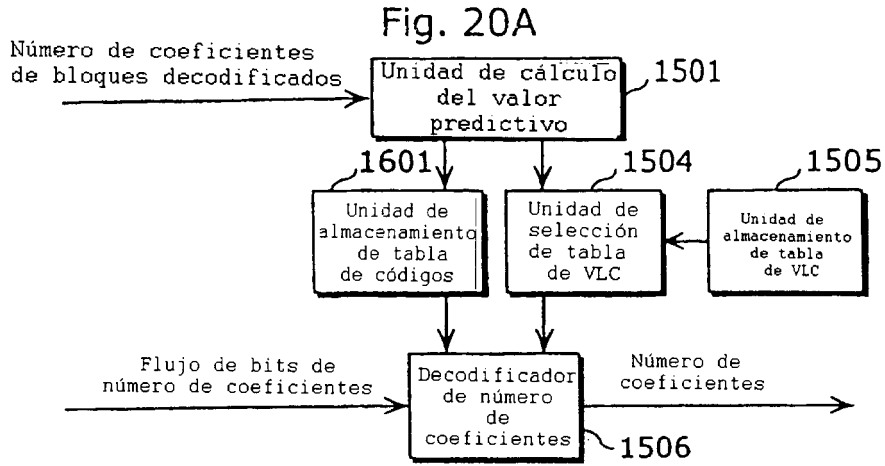 Fig. 20A
Número de coeficientes
de bloques decodificados
Unidad de cálculo
del valor
predictivo
1501
1601
Unidad de
almacenamiento
de tabla
de códigos
1504
Unidad de
selección
de tabla
de VLC
1505
Unidad de
almacenamiento
de tabla
de VLC
Flujo de bits de
número de coeficientes
Decodificador
de número
de
coeficientes
1506
Número de
coeficientes